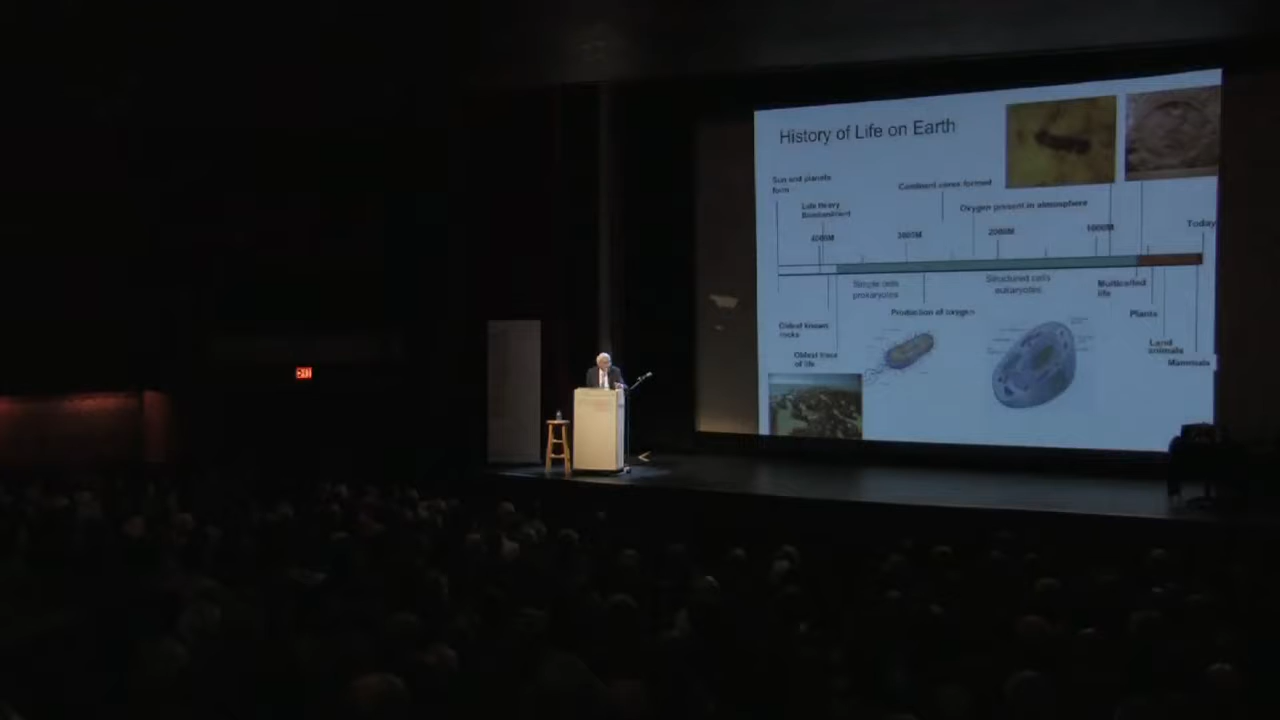 History of Life on Earth
Sun and planets
form
Continent cores formed
Late Heavy
Bombardment
Oxygen present in atmosphere
Today
4000M
3000M
2000M
1000M
Simple cells
prokaryotes
Structured cells
eukaryotes
Multicelled
life
Production of oxygen
Plants
Oldest known
rocks
Land
animals
Oldest trace
of life
Mammals
EXIT